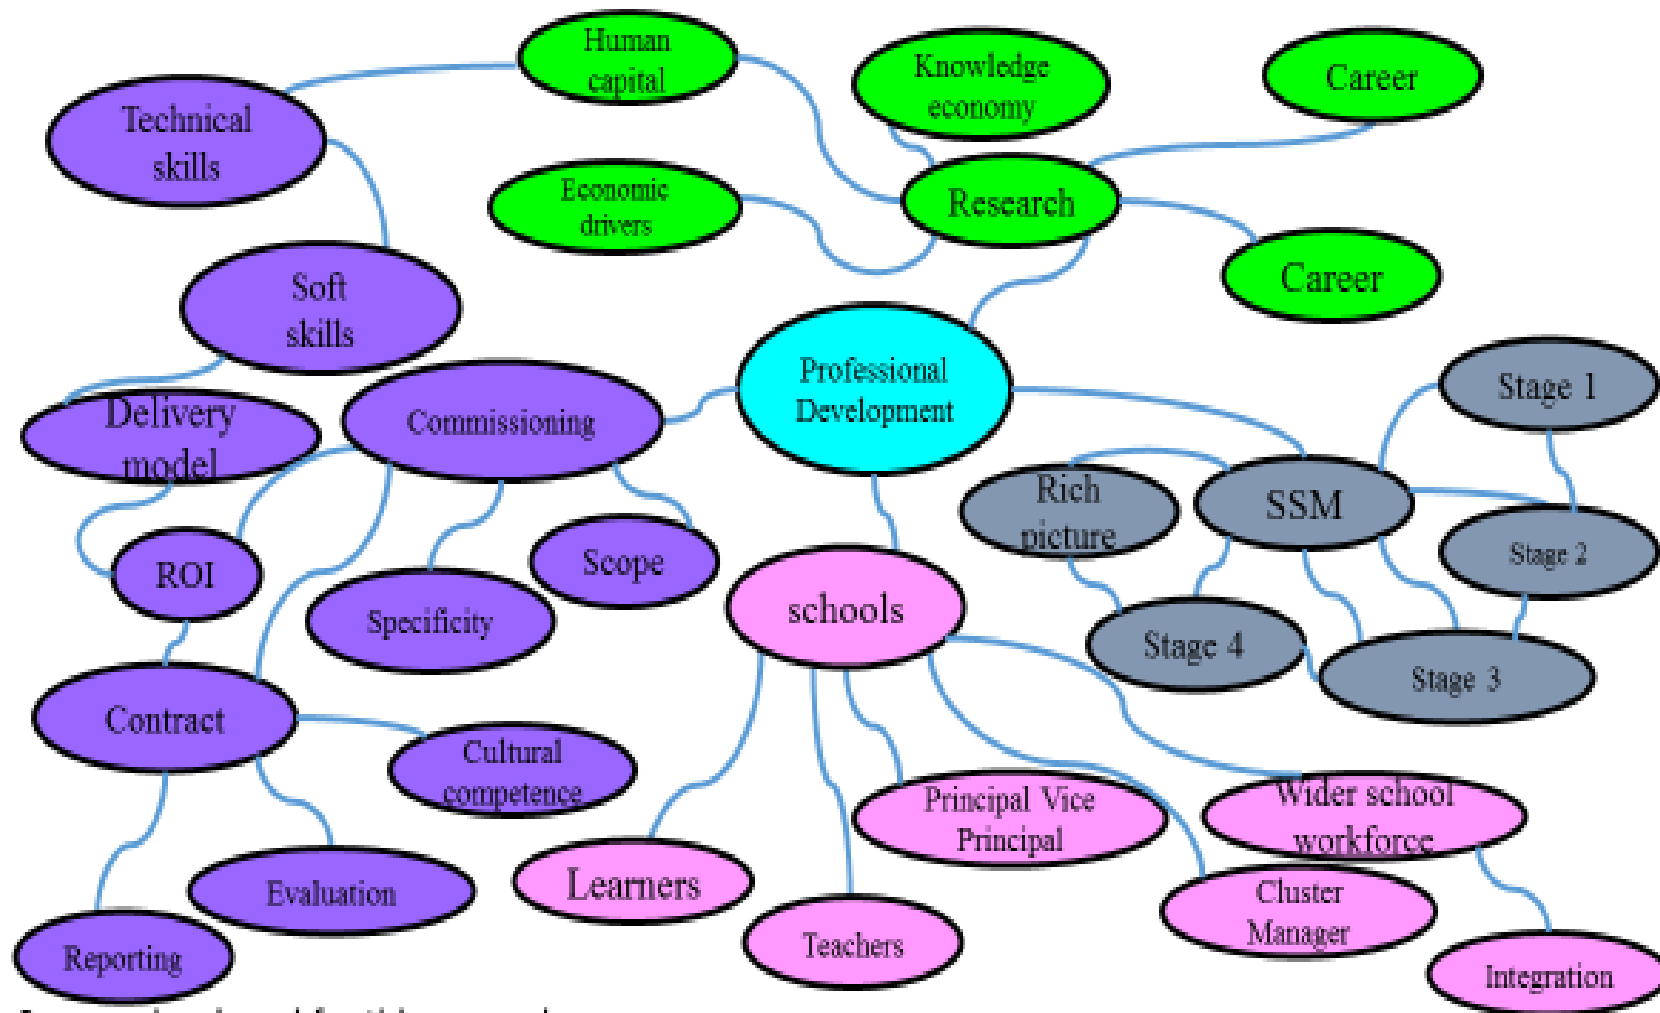 Human
capital
Knowledge
economy
Career
Technical
skills
Economic
drivers
Research
Career
Soft
skills
Professional
Development
Stage 1
Delivery
model
Commissioning
Rich
picture
SSM
Stage 2
ROI
Scope
Specificity
schools
Stage 4
Stage 3
Contract
Cultural
competence
Principal Vice
Principal
Wider school
workforce
Learners
Evaluation
Cluster
Manager
Teachers
Reporting
Integration